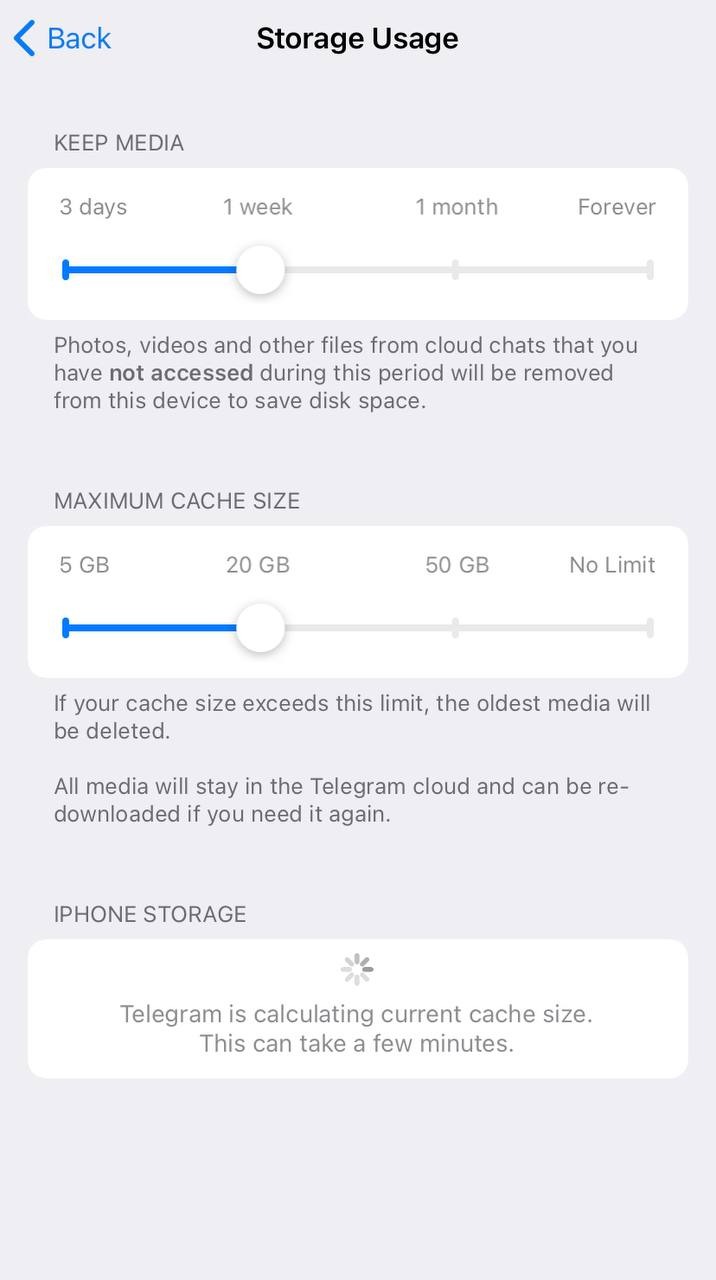 Back
Storage Usage
KEEP MEDIA
3 days 1 week 1 month Forever
Photos, videos and other files from cloud chats that you
have not accessed during this period will be removed
from this device to save disk space.
MAXIMUM CACHE SIZE
5 GB 20 GB 50 GB No Limit
If your cache size exceeds this limit, the oldest media will
be deleted.
All media will stay in the Telegram cloud and can be re-
downloaded if you need it again.
IPHONE STORAGE
Telegram is calculating current cache size.
This can take a few minutes.